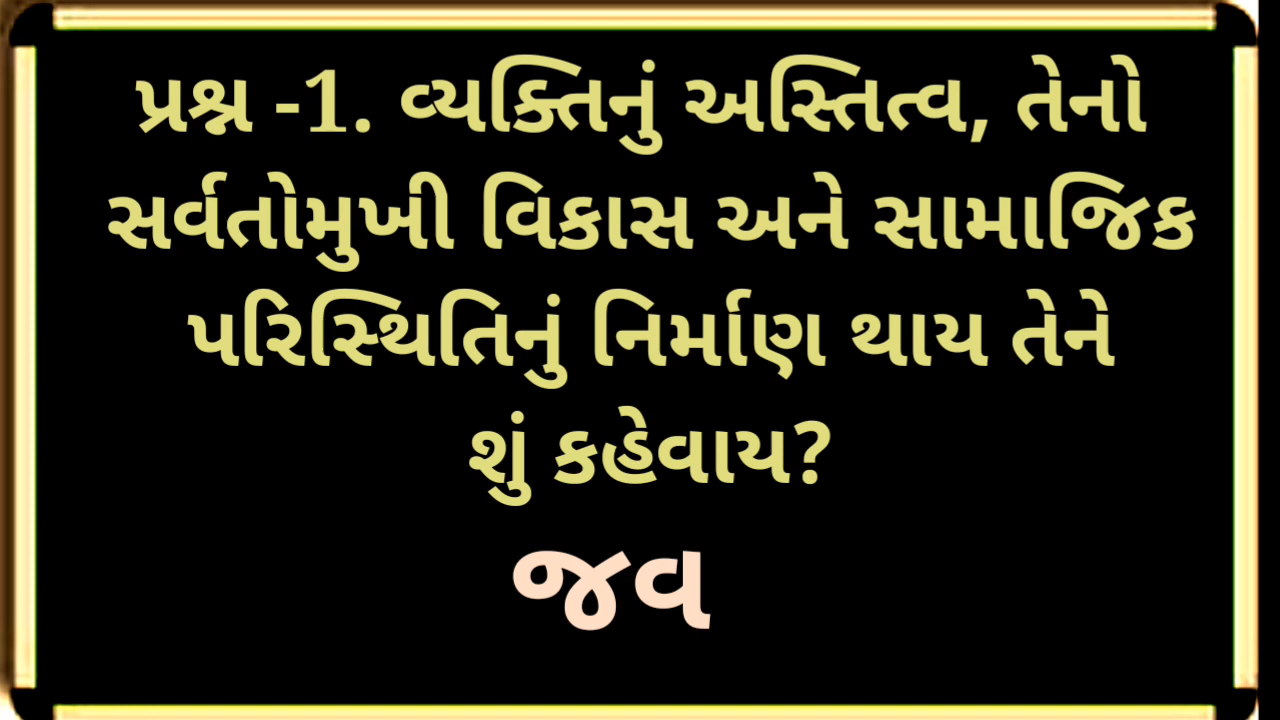 પ્રશ્ન -1. વ્યક્તિનું અસ્તિત્વ, તેનો
સર્વતોમુખી વિકાસ અને સામાજિક
પરિસ્થિતિનું નિર્માણ થાય તેને
શું કહેવાય?
જવ